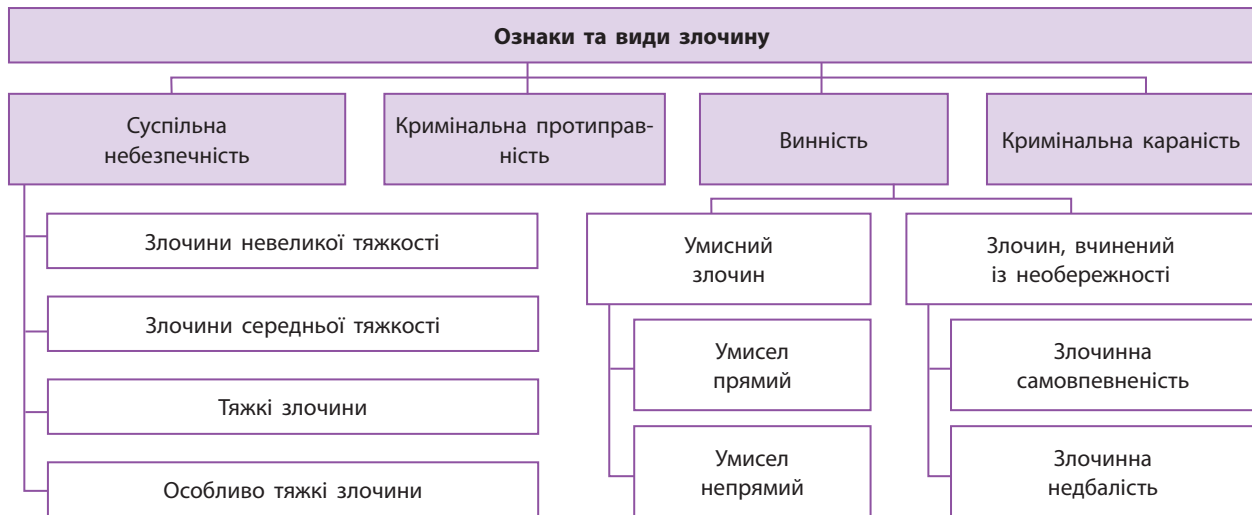 Ознаки та види злочину
Суспільна
небезпечність
Кримінальна протиправ-
ність
Винність
Кримінальна караність
Злочини невеликої тяжкості
Злочини середньої тяжкості
Тяжкі злочини
Особливо тяжкі злочини
Умисний
злочин
Умисел
прямий
Умисел
непрямий
Злочин, вчинений
із необережності
Злочинна
самовпевненість
Злочинна
недбалість